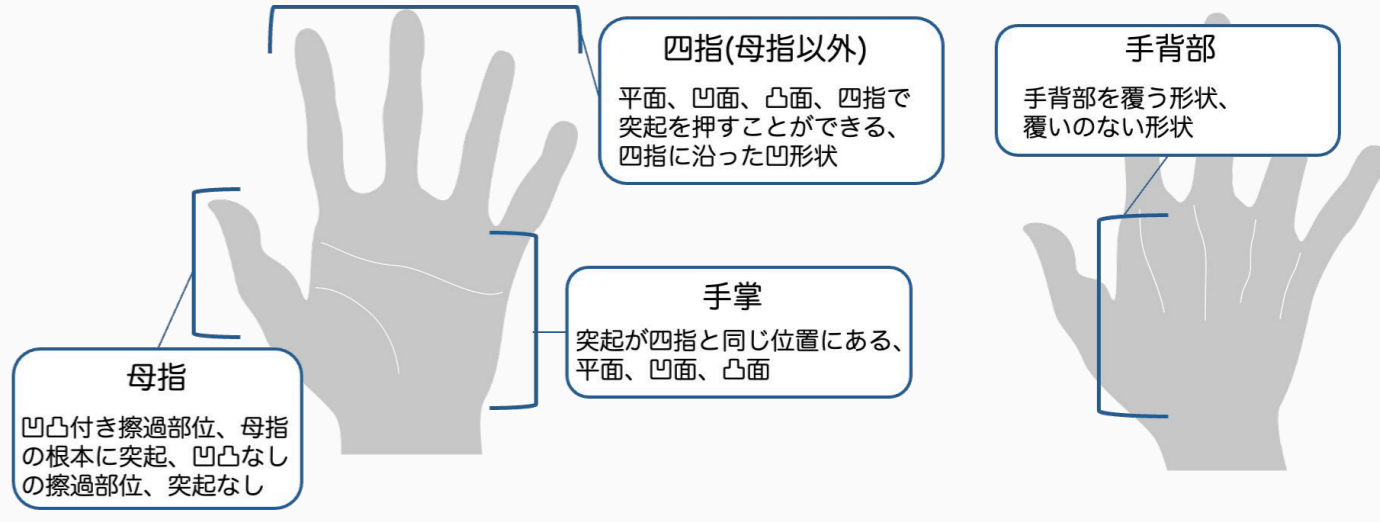 四指(母指以外)
平面、凹面、凸面、四指で
突起を押すことができる、
四指に沿った凹形状
手背部
手背部を覆う形状、
覆いのない形状
手掌
突起が四指と同じ位置にある、
平面、凹面、凸面
母指
凹凸付き擦過部位、母指
の根本に突起、凹凸なし
の擦過部位、突起なし